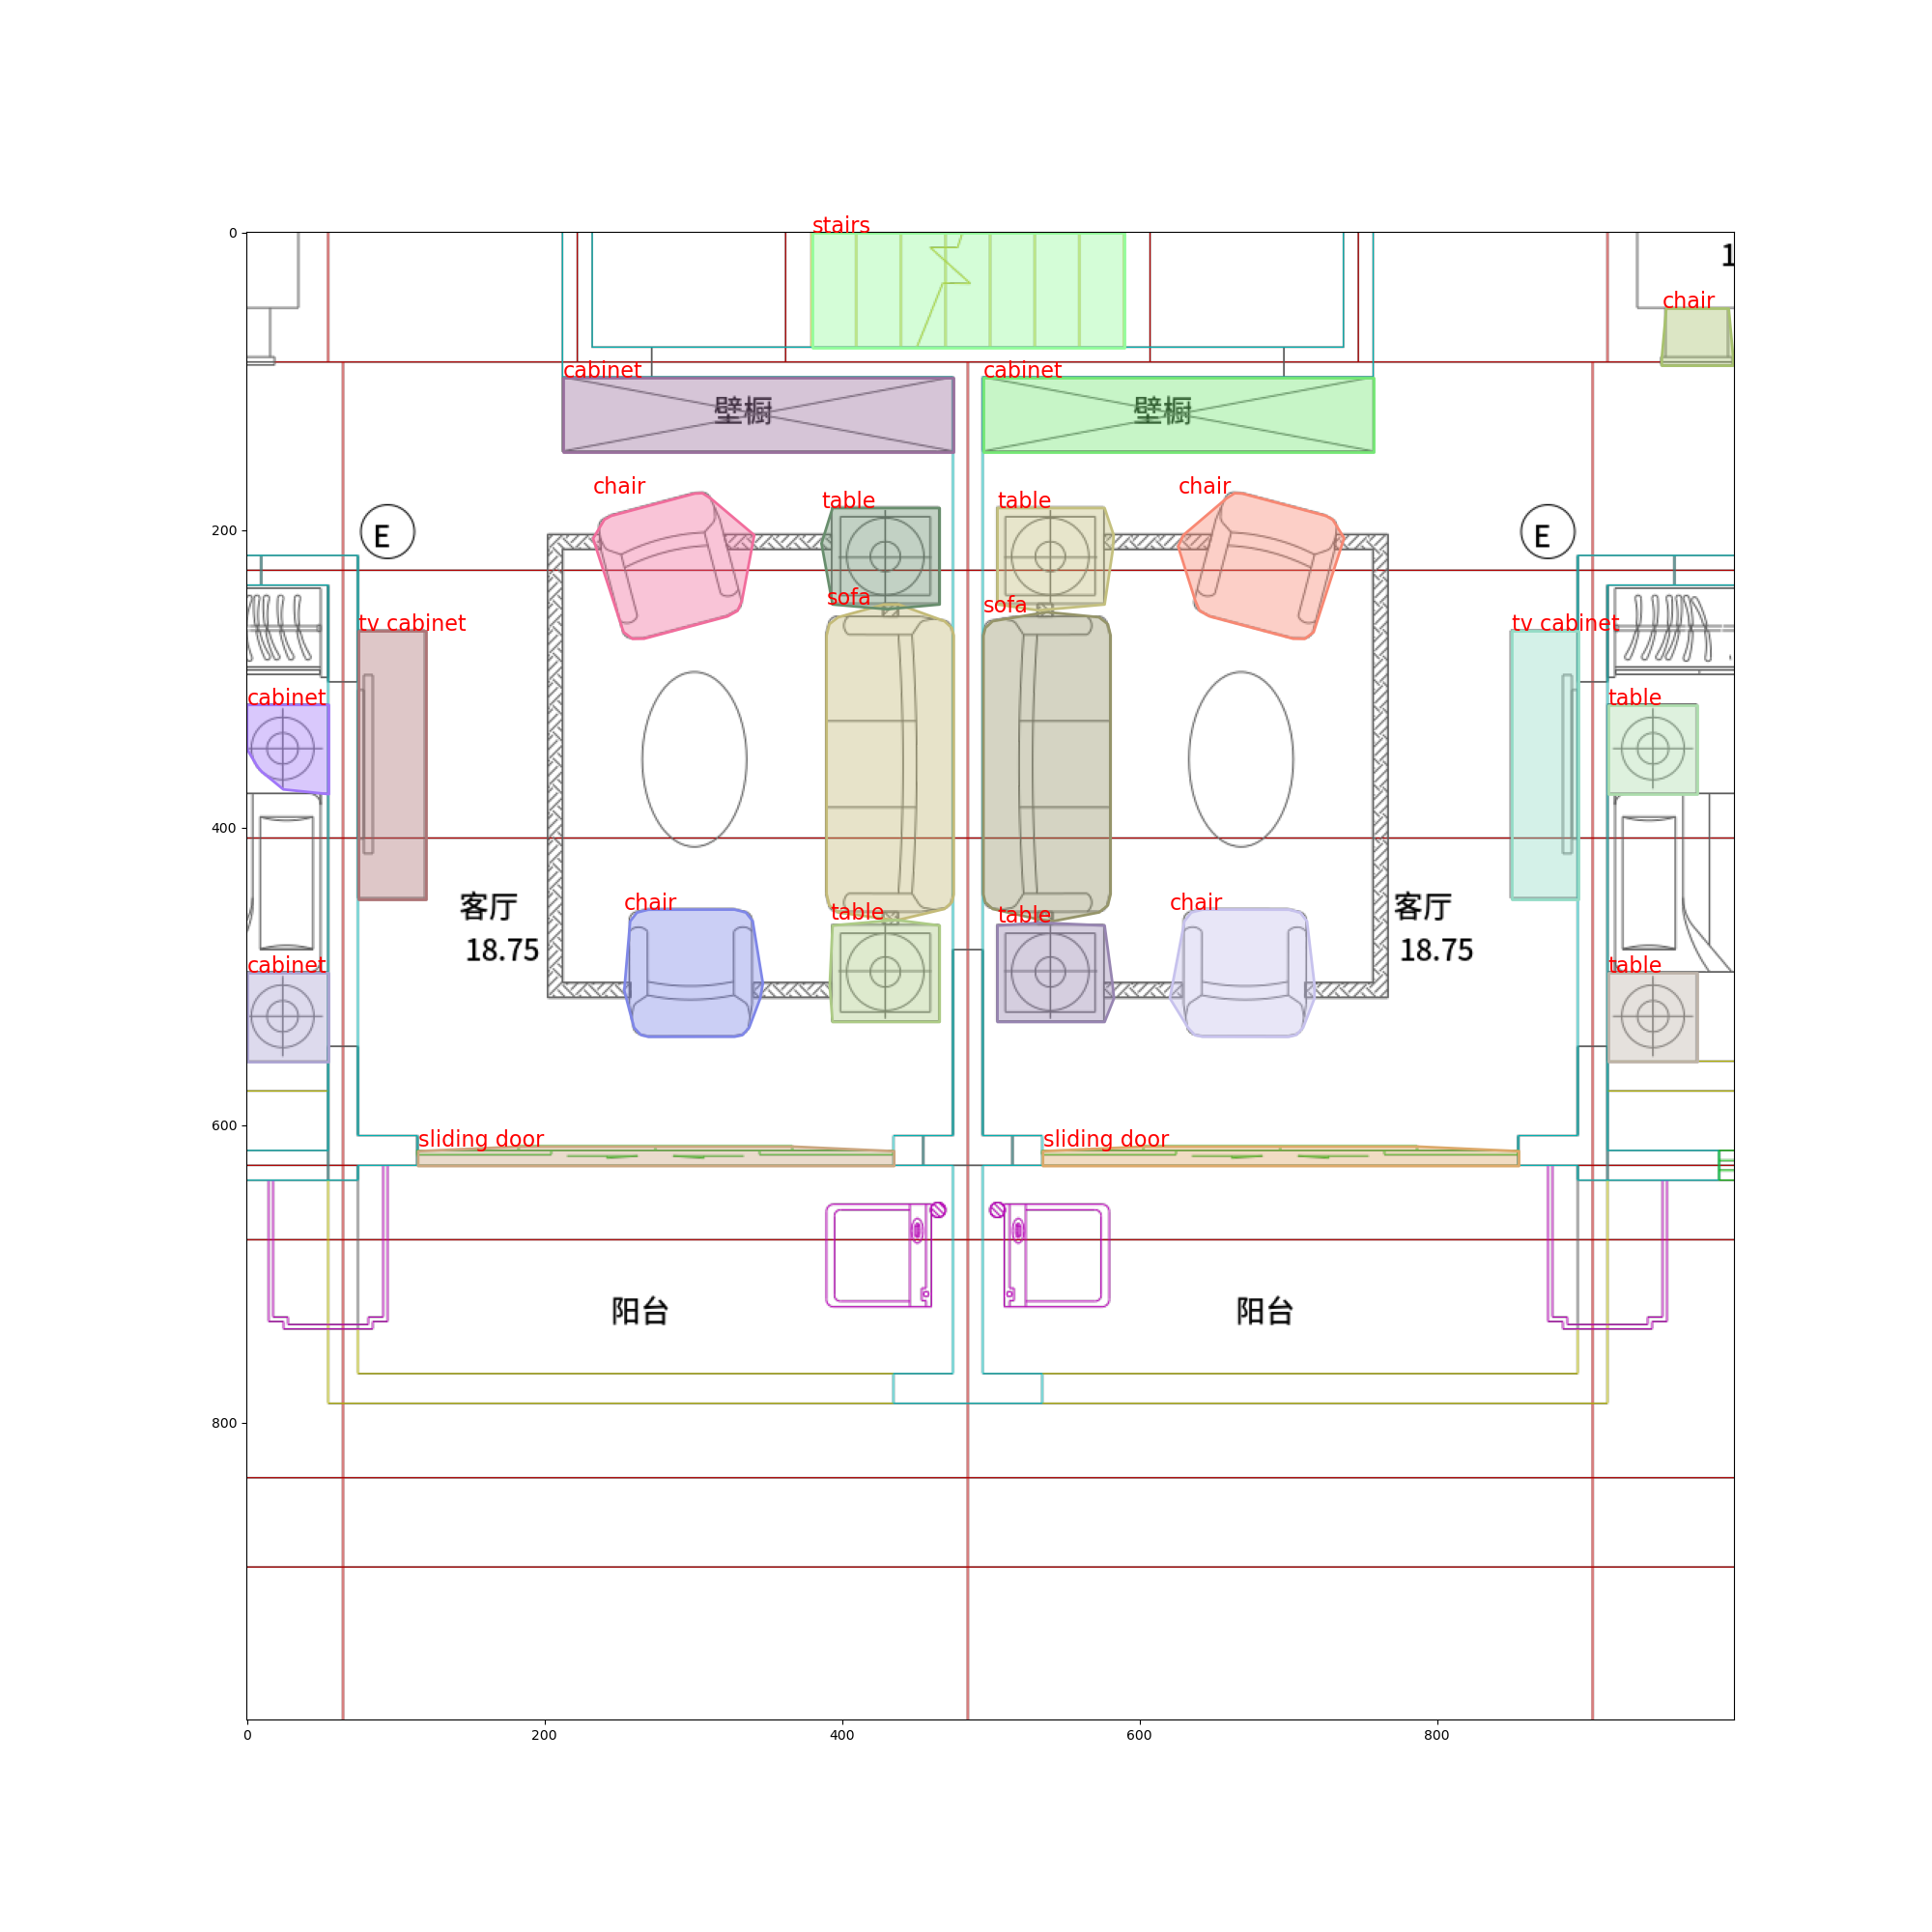 stairs
0
1
chair
cabinet
cabinet
壁橱
壁橱
chair
table
table
chair
200
E
E
sofa
sofa
tv cabinet
tv cabinet
cabinet
table
400
客厅
18.75
chair
table
table
chair
客厅
18.75
cabinet
table
600
sliding door
sliding door
阳台
阳台
800
0
200
400
600
800